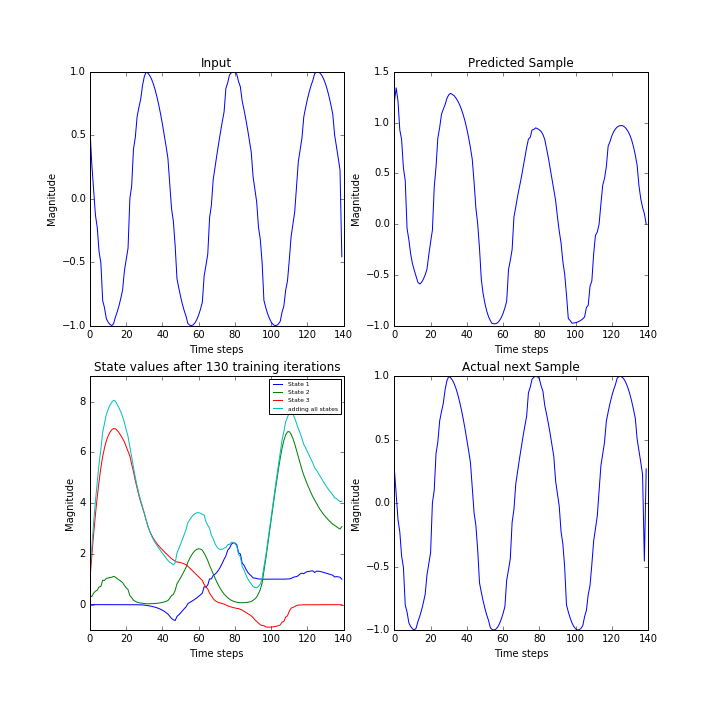 Input
Magnitude
1.0
0.5
0.0
−0.5
−1.0
0 20 40 60 80 100 120 140
Time steps
Predicted Sample
Magnitude
1.5
1.0
0.5
0.0
−0.5
−1.0
0 20 40 60 80 100 120 140
Time steps
State values after 130 training iterations
Magnitude
8
6
4
2
0
State 1
State 2
State 3
adding all states
0 20 40 60 80 100 120 140
Time steps
Actual next Sample
Magnitude
1.0
0.5
0.0
−0.5
−1.0
0 20 40 60 80 100 120 140
Time steps